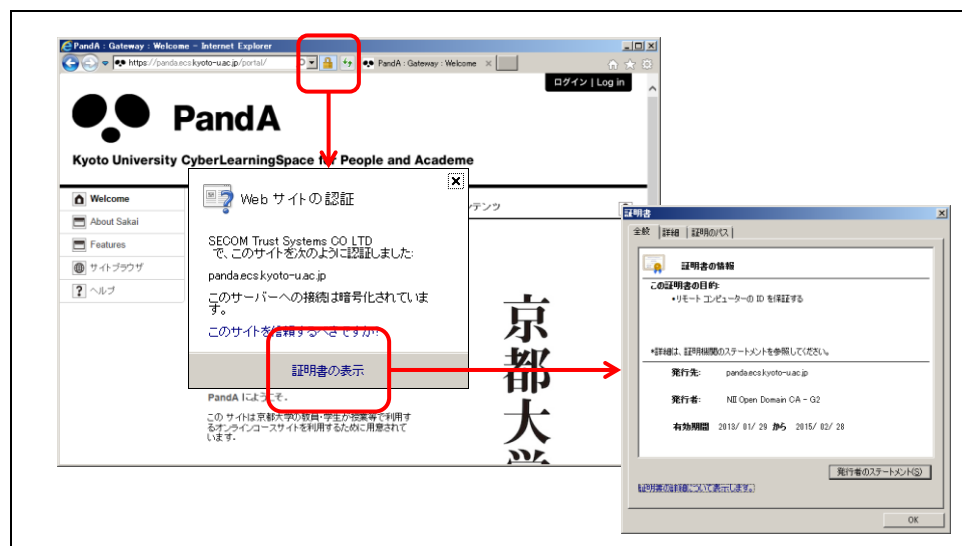 PandA : Gateway : Welcome - Internet Explorer
https://panda.ecs.kyoto-u.ac.jp/portal/
PandA : Gateway : Welcome
ログイン | Log in
PandA
Kyoto University CyberLearningSpace for People and Academe
Welcome
About Sakai
Features
サイトブラウザ
ヘルプ
ンテンツ
Web サイトの認証
SECOM Trust Systems CO LTD
で、このサイトを次のように認証しました:
panda.ecs.kyoto-u.ac.jp
このサーバーへの接続は暗号化されていま
す。
このサイトを信頼するべきですか?
証明書の表示
PandA にようこそ.
この サイトは京都大学の教員・学生が授業等で利用す
るオンラインコースサイトを利用するために用意されて
います.
京都大学
証明書
全般
詳細
証明のパス
証明書の情報
この証明書の目的:
•リモート コンピューターの ID を保証する
*詳細は、証明機関のステートメントを参照してください。
発行先: panda.ecs.kyoto-u.ac.jp
発行者: NII Open Domain CA - G2
有効期間 2013/ 01/ 29 から 2015/ 02/ 28
発行者のステートメント(S)
証明書の詳細について表示します。
OK